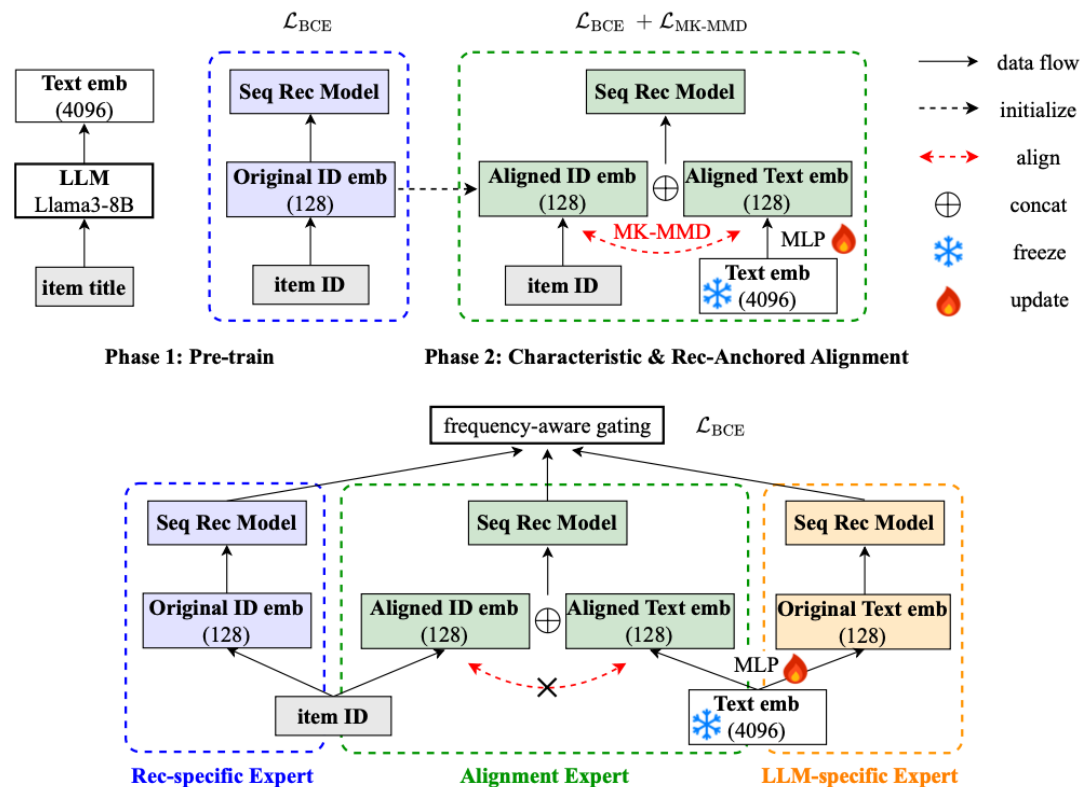 ℒ_BCE
ℒ_BCE + ℒ_MK-MMD
Text emb
(4096)
LLM
Llama3-8B
item title
Seq Rec Model
Original ID emb
(128)
item ID
Seq Rec Model
Aligned ID emb
(128)
Aligned Text emb
(128)
MK-MMD
MLP
item ID
Text emb
(4096)
data flow
initialize
align
concat
freeze
update
Phase 1: Pre-train
Phase 2: Characteristic & Rec-Anchored Alignment
frequency-aware gating
ℒ_BCE
Seq Rec Model
Seq Rec Model
Seq Rec Model
Original ID emb
(128)
Aligned ID emb
(128)
Aligned Text emb
(128)
Original Text emb
(128)
MLP
item ID
Text emb
(4096)
Rec-specific Expert
Alignment Expert
LLM-specific Expert